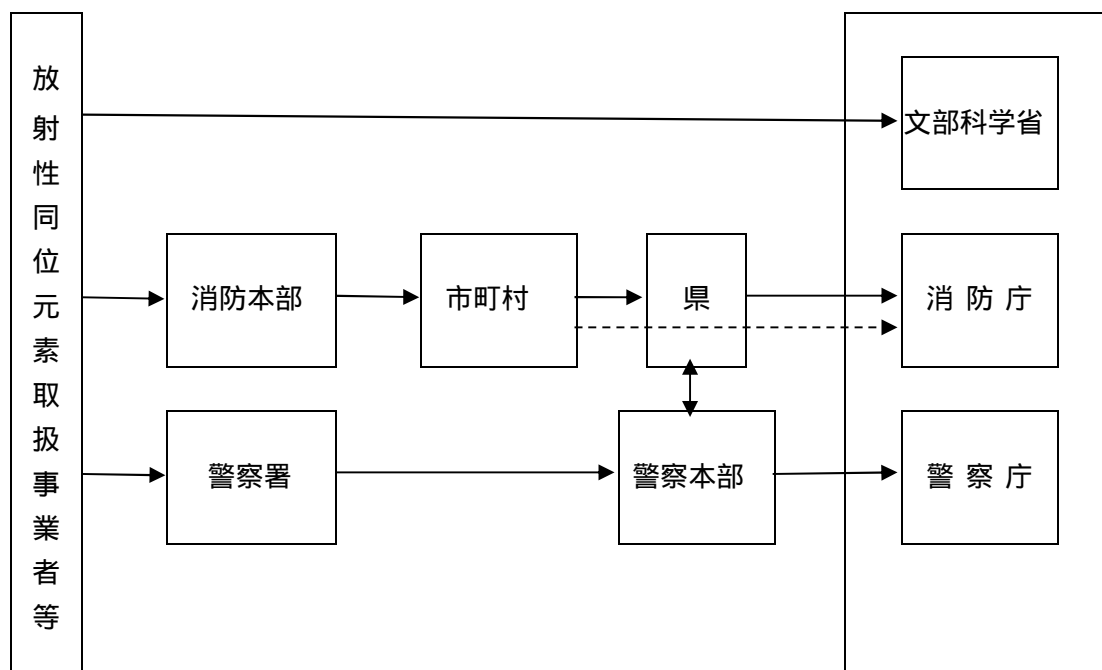 放射性同位元素取扱事業者等
文部科学省
消防本部
市町村
県
消 防 庁
警察署
警察本部
警 察 庁